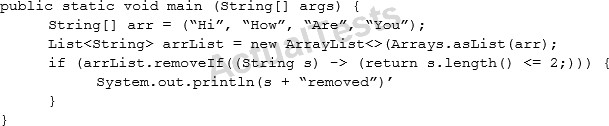 public static void main (String[] args) {
String[] arr = (“Hi”, “How”, “Are”, “You”);
List<String> arrList = new ArrayList<>(Arrays.asList(arr);
if (arrList.removeIf((String s) -> (return s.length() <= 2;))) {
System.out.println(s + “removed”)’
}
}
ActualTests